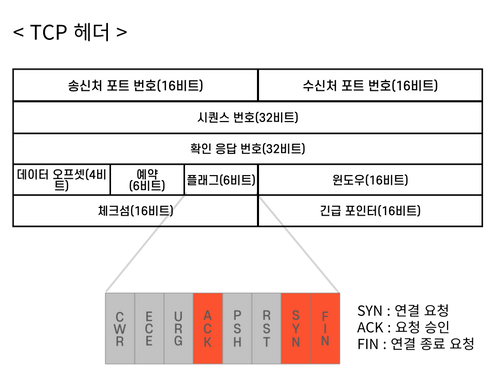 < TCP 헤더 >
송신처 포트 번호(16비트) 수신처 포트 번호(16비트)
시퀀스 번호(32비트)
확인 응답 번호(32비트)
데이터 오프셋(4비
트)
예약
(6비트)
플래그(6비트)
윈도우(16비트)
체크섬(16비트) 긴급 포인터(16비트)
CWR ECE URG ACK PSH RST SYN FIN
SYN : 연결 요청
ACK : 요청 승인
FIN : 연결 종료 요청